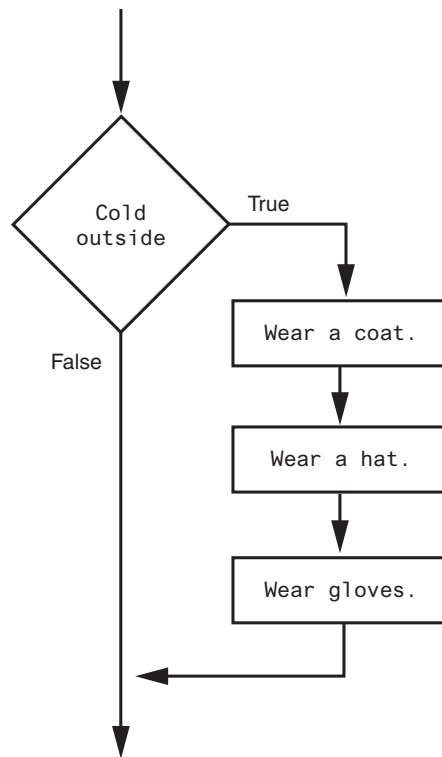 Cold
outside
True
Wear a coat.
False
Wear a hat.
Wear gloves.